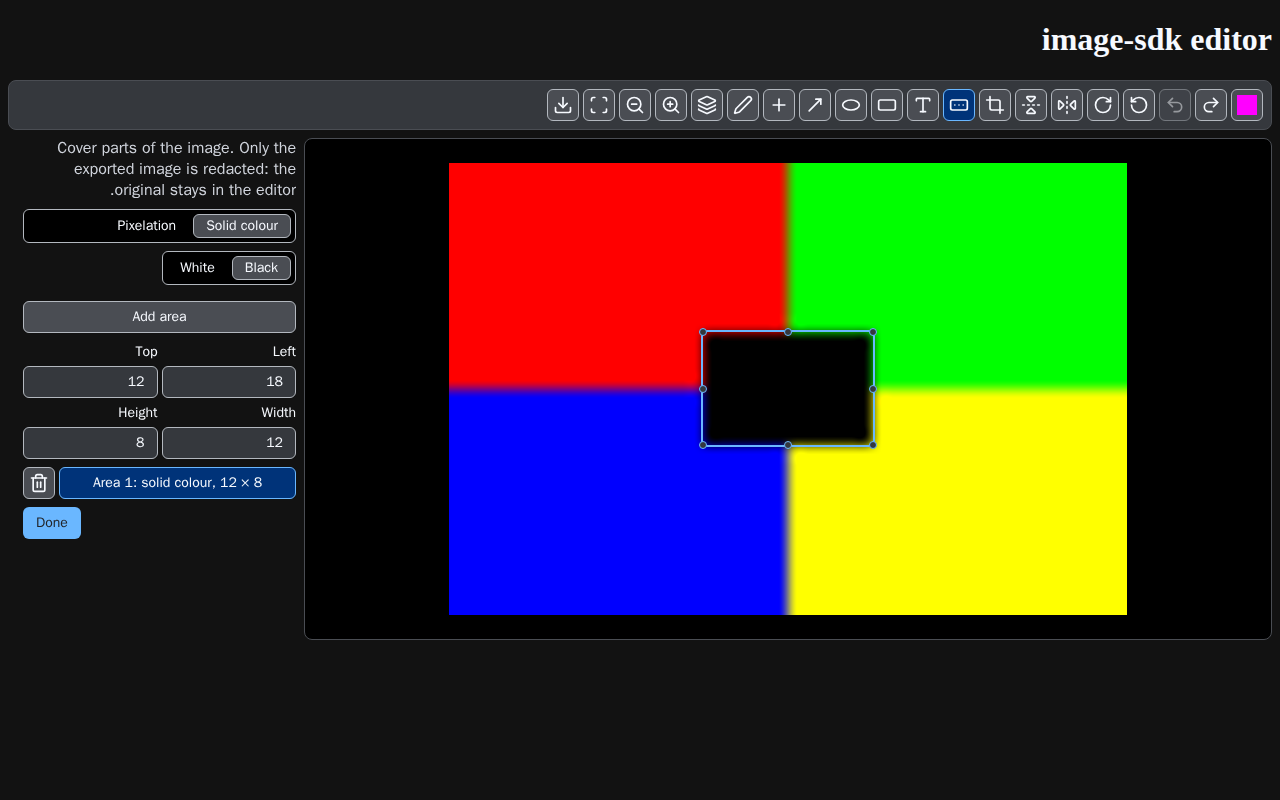 image-sdk editor
Cover parts of the image. Only the
exported image is redacted: the
.original stays in the editor
Solid colour Pixelation
Black White
Add area
Left Top
18 12
Width Height
12 8
Area 1: solid colour, 12 × 8
Done